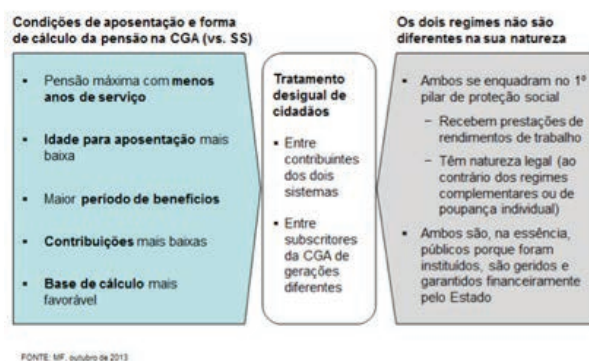 Condições de aposentação e forma
de cálculo da pensão na CGA (vs. SS)
Pensão máxima com menos
anos de serviço
Idade para aposentação mais
baixa
Maior período de benefícios
Contribuições mais baixas
Base de cálculo mais
favorável
Tratamento
desigual de
cidadãos
Entre
contribuintes
dos dois
sistemas
Entre
subscritores
da CGA de
gerações
diferentes
Os dois regimes não são
diferentes na sua natureza
Ambos se enquadram no 1º
pilar de proteção social
– Recebem prestações de
rendimentos de trabalho
– Têm natureza legal (ao
contrário dos regimes
complementares ou de
poupança individual)
Ambos são, na essência,
públicos porque foram
instituídos, são geridos e
garantidos financeiramente
pelo Estado
FONTE: MF, outubro de 2013